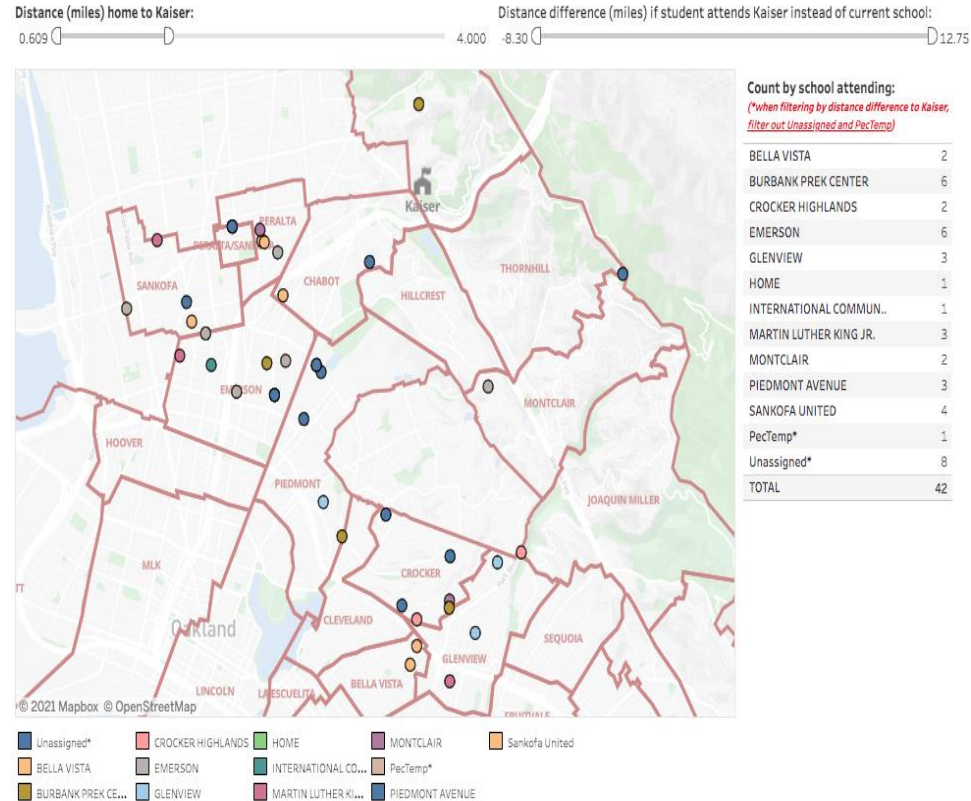 Distance (miles) home to Kaiser:
0.609
4.000
Distance difference (miles) if student attends Kaiser instead of current school:
-8.30
12.75
Count by school attending:
(*when filtering by distance difference to Kaiser,
filter out Unassigned and PecTemp)
BELLA VISTA 2
BURBANK PREK CENTER 6
CROCKER HIGHLANDS 2
EMERSON 6
GLENVIEW 3
HOME 1
INTERNATIONAL COMMUN.. 1
MARTIN LUTHER KING JR. 3
MONTCLAIR 2
PIEDMONT AVENUE 3
SANKOFA UNITED 4
PecTemp* 1
Unassigned* 8
TOTAL 42
Kaiser
PERALTA
PERALTA/SAN
SANKOFA
CHABOT
THORNHILL
HILLCREST
EMERSON
MONTCLAIR
HOOVER
PIEDMONT
JOAQUIN MILLER
MLK
CROCKER
TT
Oakland
CLEVELAND
SEQUOIA
GLENVIEW
BELLA VISTA
LINCOLN
LA ESCUELITA
FRUITVALE
© 2021 Mapbox © OpenStreetMap
Unassigned* CROCKER HIGHLANDS HOME MONTCLAIR Sankofa United
BELLA VISTA EMERSON INTERNATIONAL CO... PecTemp*
BURBANK PREK CE... GLENVIEW MARTIN LUTHER KI... PIEDMONT AVENUE